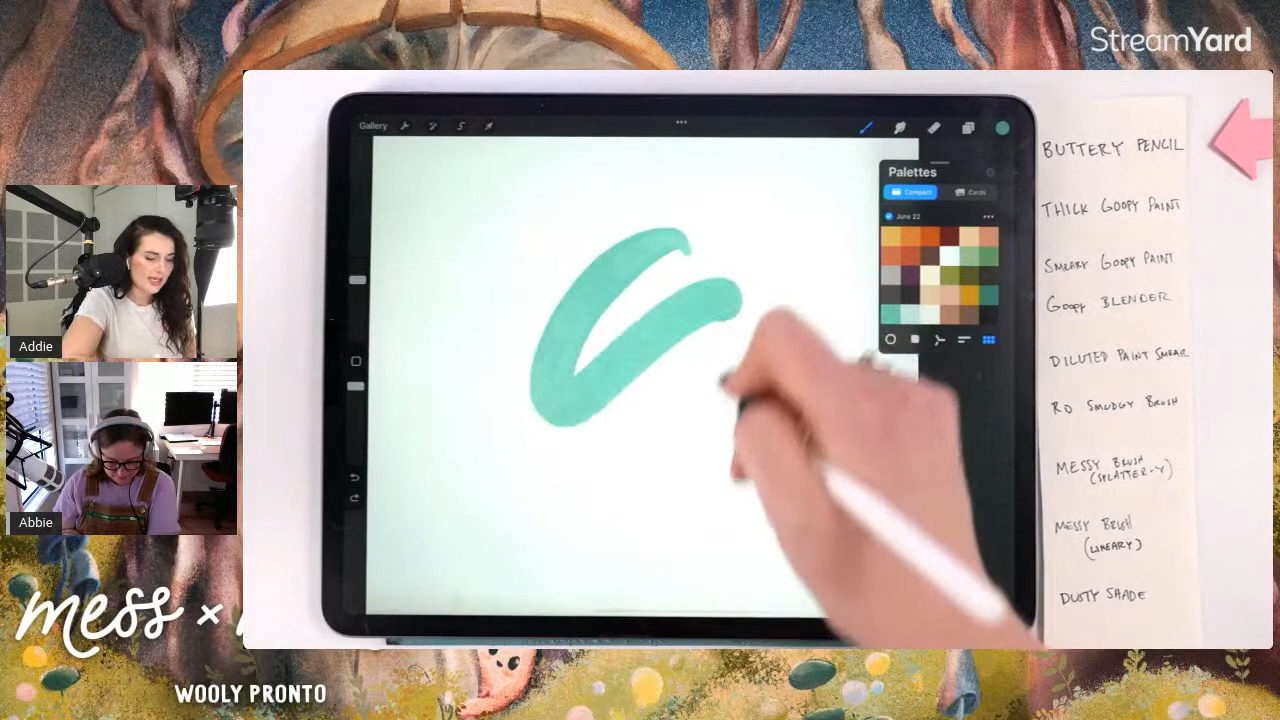 StreamYard
Gallery
Palettes
Compact
Cards
June 22
BUTTERY PENCIL
THICK GOOPY PAINT
SMEARY GOOPY PAINT
GOOPY BLENDER
DILUTED PAINT SMEAR
RD SMUDGY BRUSH
MESSY BRUSH
(SPLATTER-Y)
MESSY BRUSH
(LINEARY)
DUSTY SHADE
Addie
Abbie
mess ×
WOOLY PRONTO